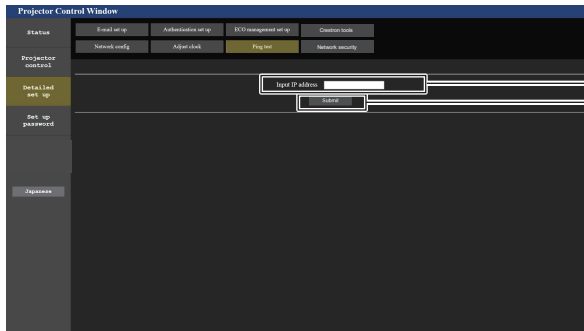 Projector Control Window
Status
Projector
control
Detailed
set up
Set up
password
Japanese
E-mail set up
Authentication set up
ECO management set up
Crestron tools
Network config
Adjust clock
Ping test
Network security
Input IP address
Submit